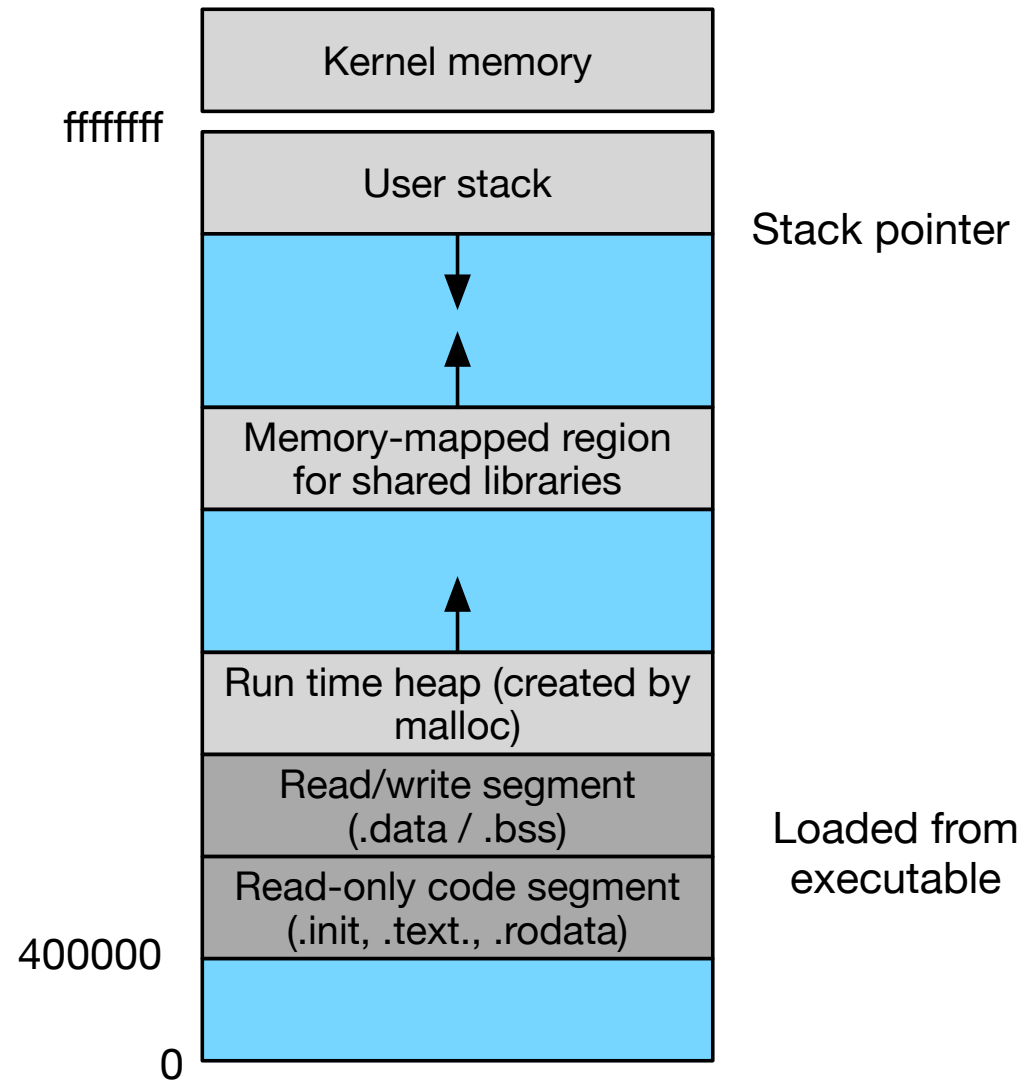 Kernel memory
ffffffff
User stack
Stack pointer
Memory-mapped region
for shared libraries
Run time heap (created by
malloc)
Read/write segment
(.data / .bss)
Loaded from
executable
Read-only code segment
(.init, .text., .rodata)
400000
0